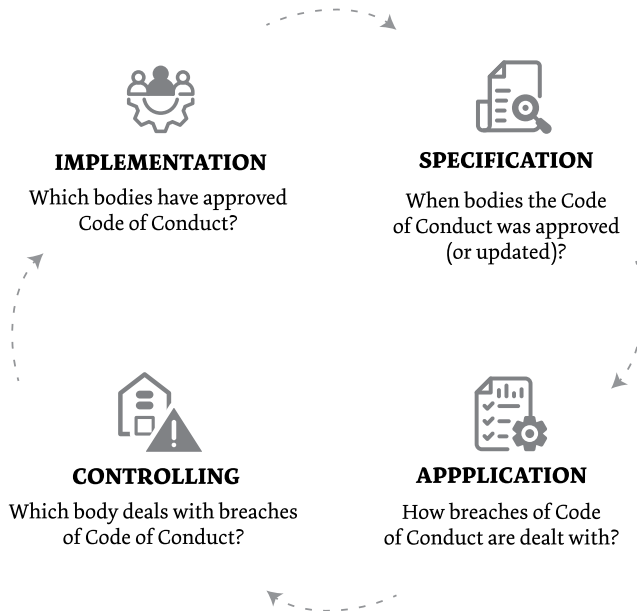 IMPLEMENTATION
Which bodies have approved
Code of Conduct?
SPECIFICATION
When bodies the Code
of Conduct was approved
(or updated)?
CONTROLLING
Which body deals with breaches
of Code of Conduct?
APPPLICATION
How breaches of Code
of Conduct are dealt with?